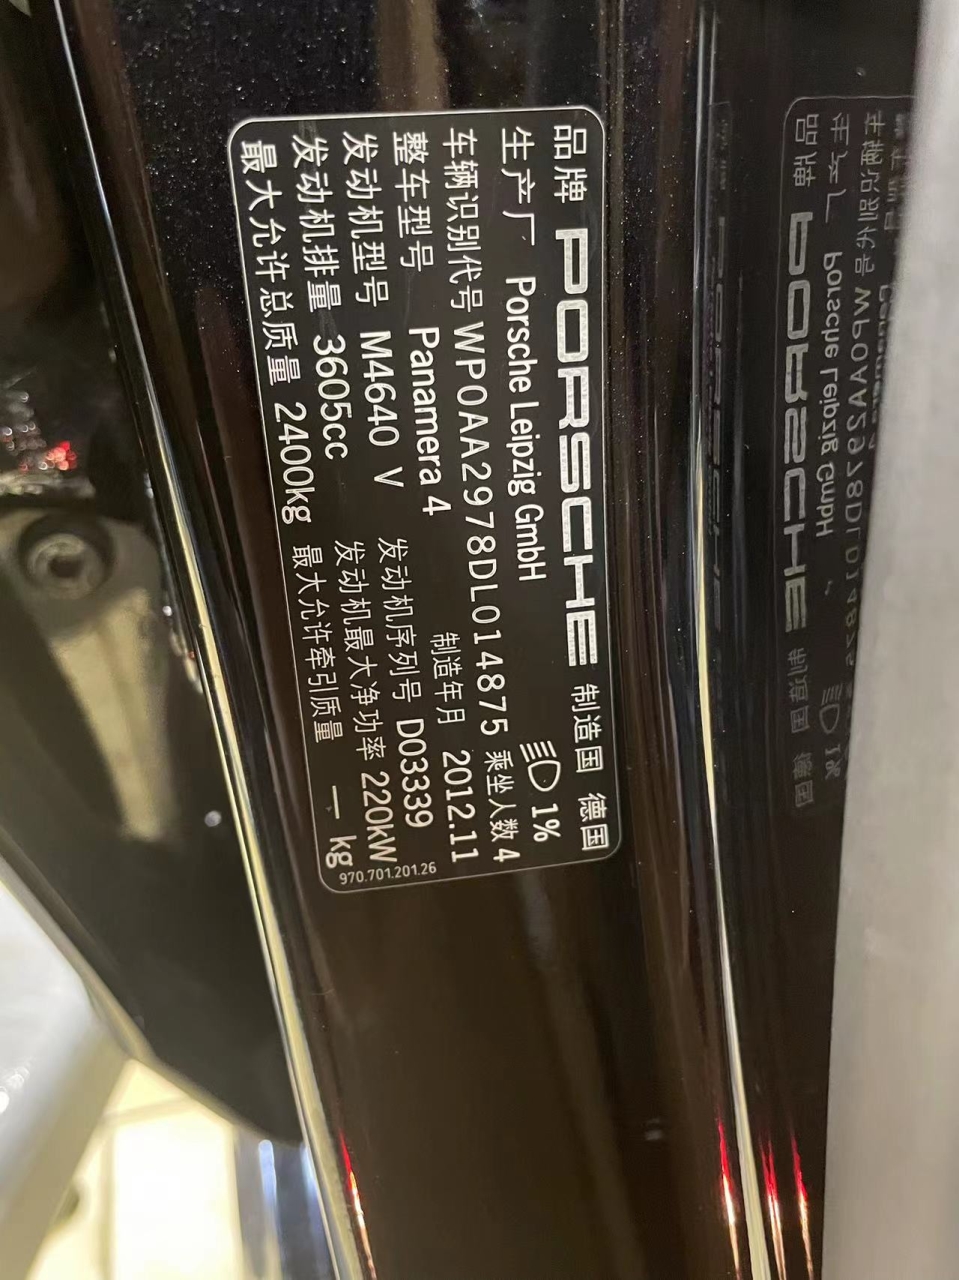 品牌 PORSCHE 制造国 德国
生产厂 Porsche Leipzig GmbH 1%
车辆识别代号 WP0AA2978DL014875 乘坐人数 4
整车型号 Panamera 4 制造年月 2012.11
发动机型号 M4640 V 发动机序列号 D03339
发动机排量 3605cc 发动机最大净功率 220kW
最大允许总质量 2400kg 最大允许牵引质量 — kg
970.701.201.26